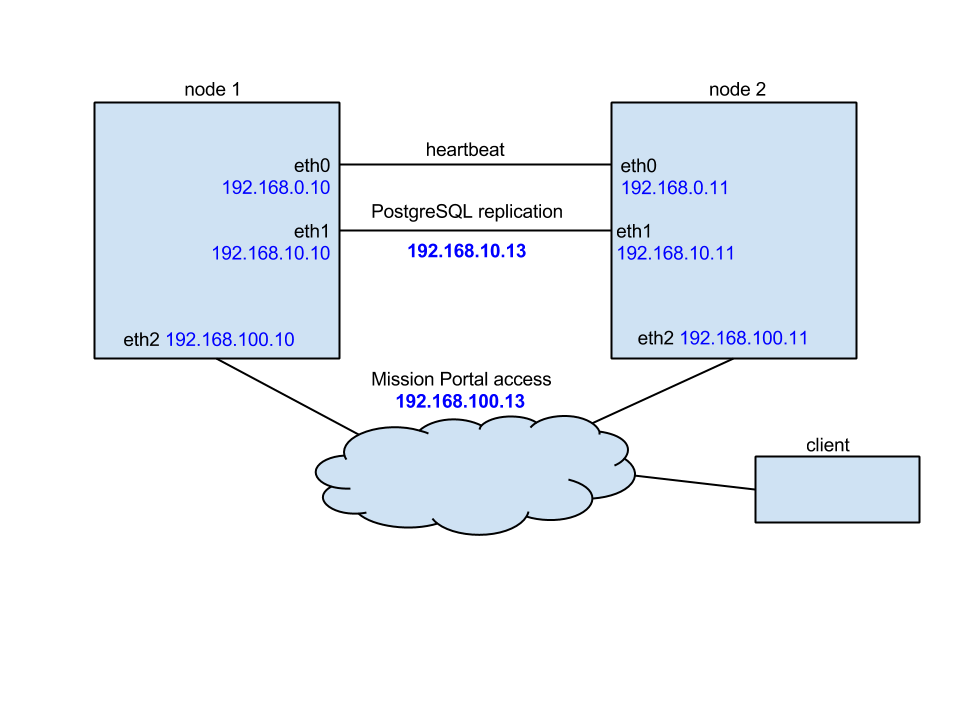 node 1
node 2
heartbeat
eth0
192.168.0.10
eth0
192.168.0.11
PostgreSQL replication
192.168.10.13
eth1
192.168.10.10
eth1
192.168.10.11
eth2 192.168.100.10
eth2 192.168.100.11
Mission Portal access
192.168.100.13
client